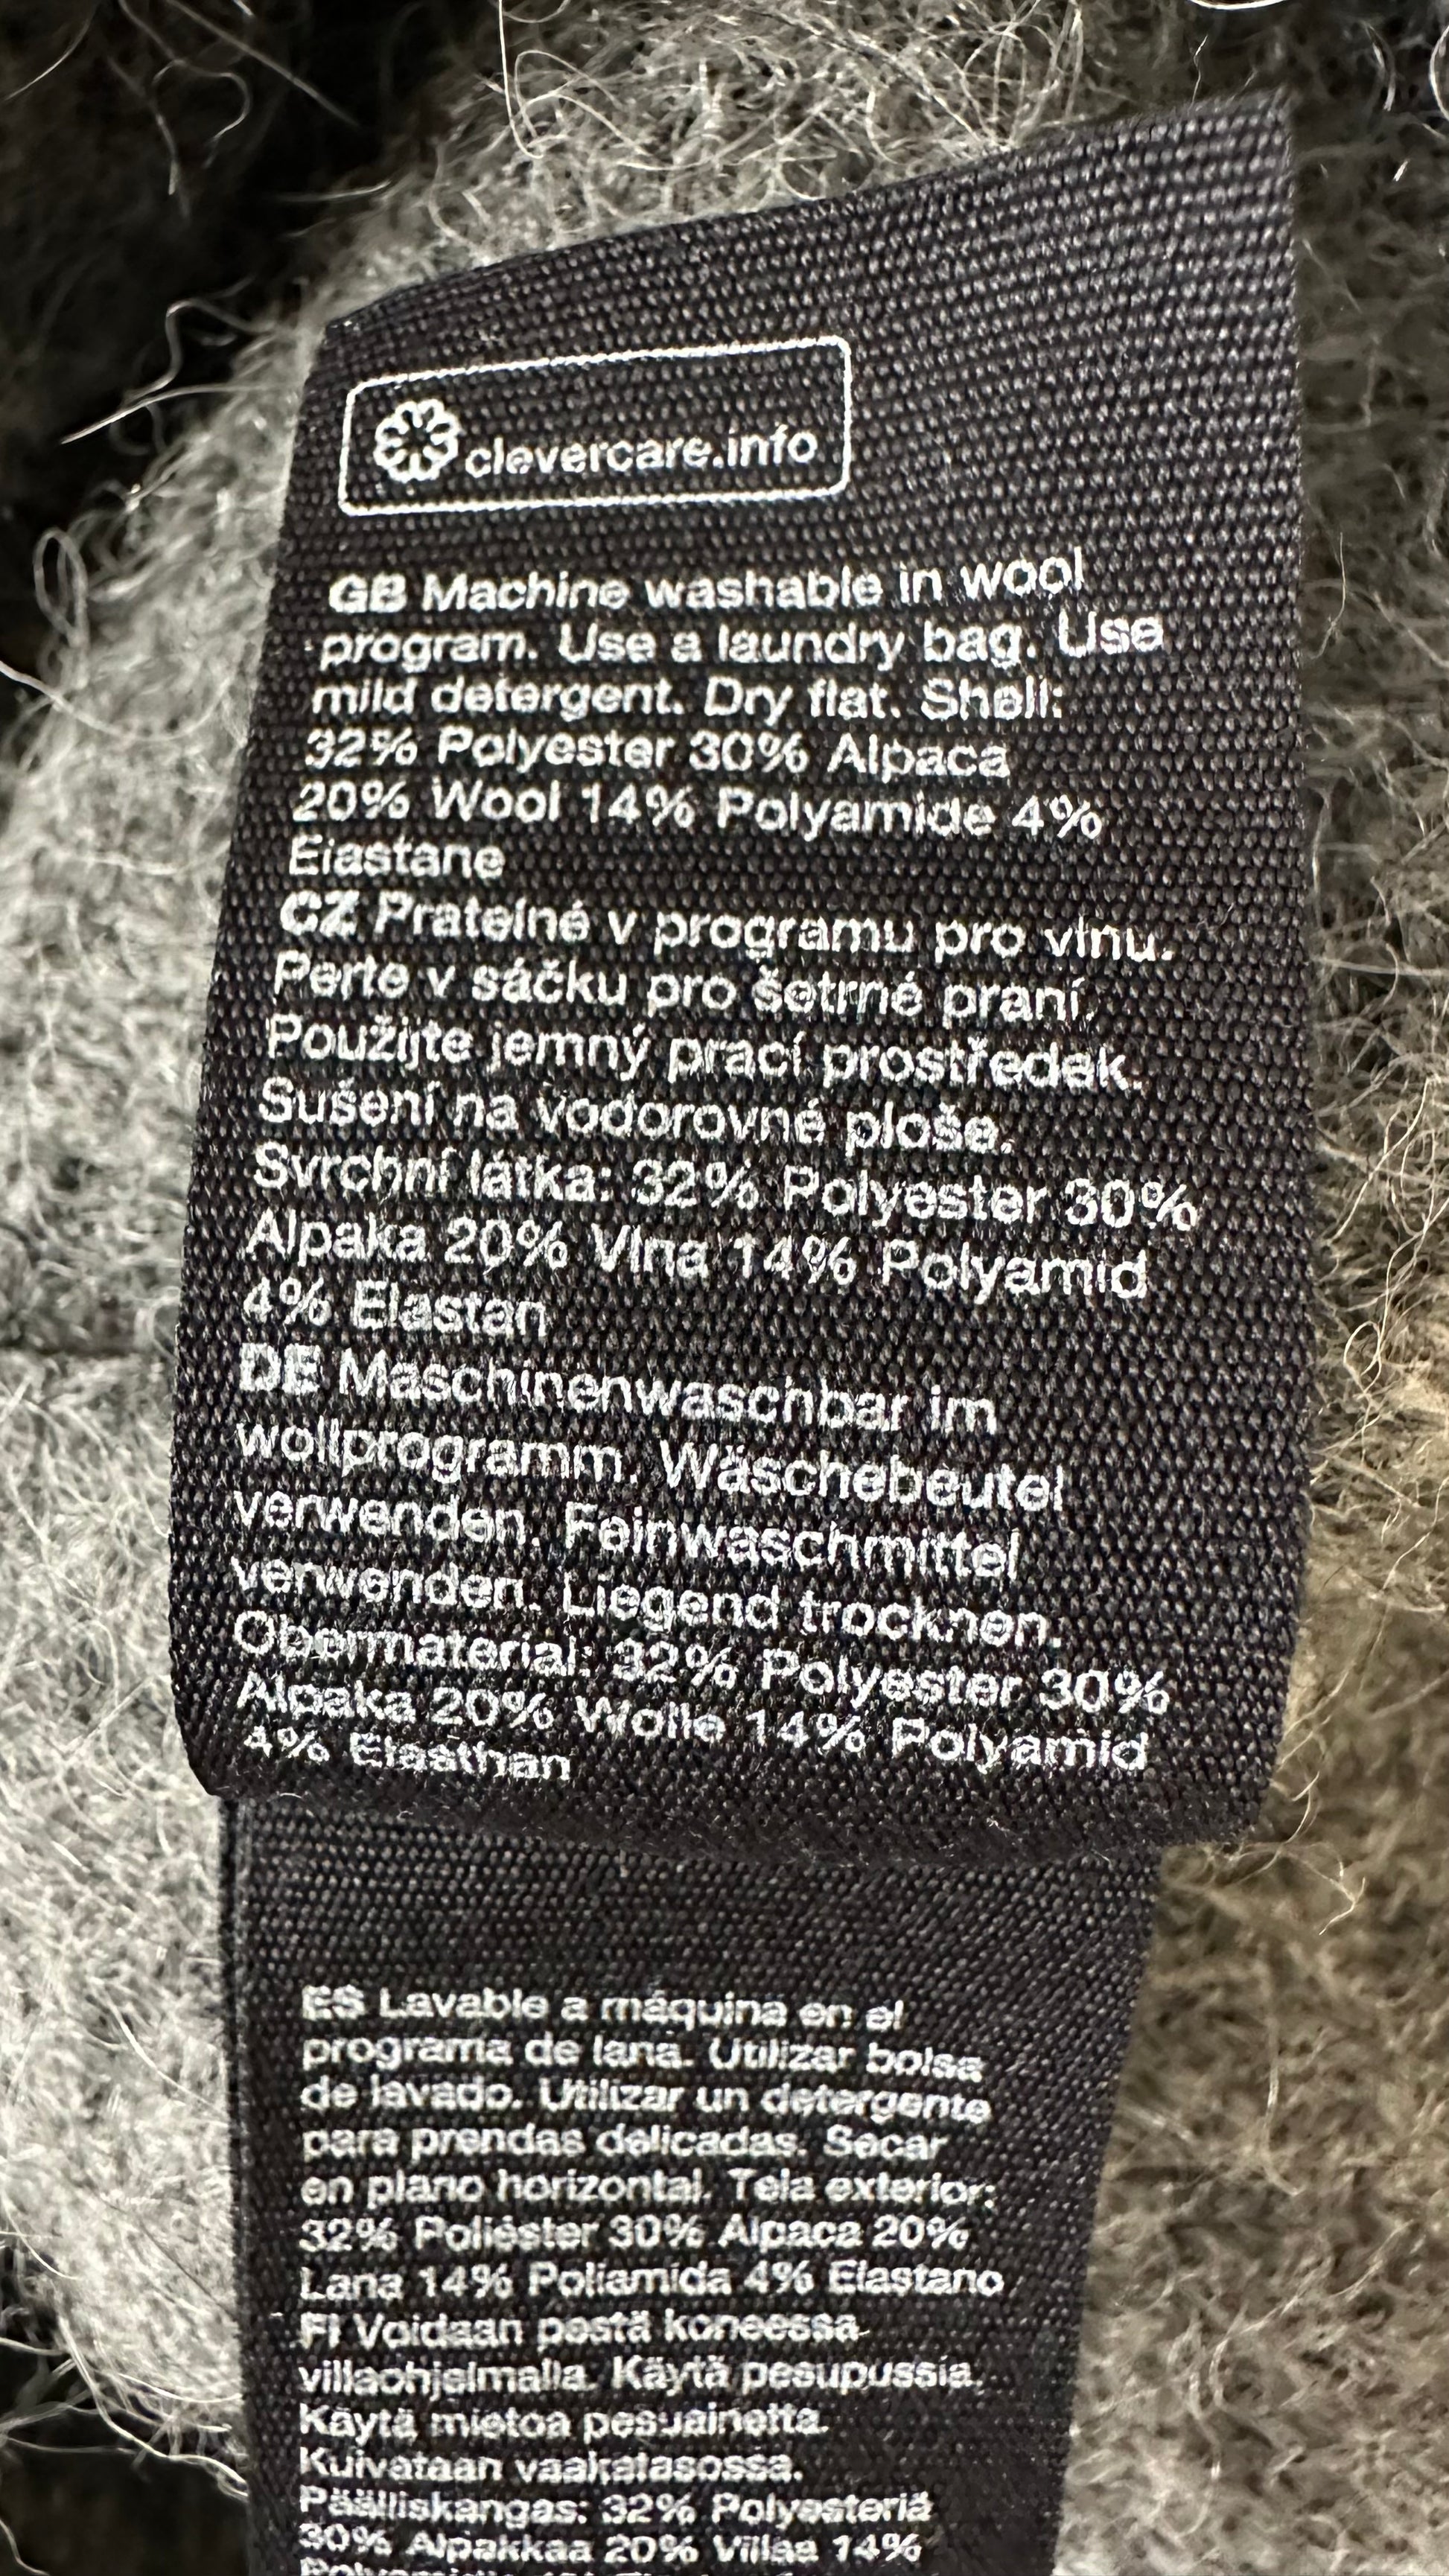 clevercare.info
GB Machine washable in wool
program. Use a laundry bag. Use
mild detergent. Dry flat. Shell:
32% Polyester 30% Alpaca
20% Wool 14% Polyamide 4%
Elastane
CZ Pratelné v programu pro vlnu.
Perte v sáčku pro šetrné praní.
Použijte jemný prací prostředek.
Sušení na vodorovné ploše.
Svrchní látka: 32% Polyester 30%
Alpaka 20% Vlna 14% Polyamid
4% Elastan
DE Maschinenwaschbar im
wollprogramm. Wäschebeutel
verwenden. Feinwaschmittel
verwenden. Liegend trocknen.
Obermaterial: 32% Polyester 30%
Alpaka 20% Wolle 14% Polyamid
4% Elasthan
ES Lavable a máquina en el
programa de lana. Utilizar bolsa
de lavado. Utilizar un detergente
para prendas delicadas. Secar
en plano horizontal. Tela exterior:
32% Poliéster 30% Alpaca 20%
Lana 14% Poliamida 4% Elastano
FI Voidaan pestä koneessa
villaohjelmalla. Käytä pesupussia.
Käytä mietoa pesuainetta.
Kuivataan vaakatasossa.
Päälliskangas: 32% Polyesteriä
30% Alpakkaa 20% Villaa 14%